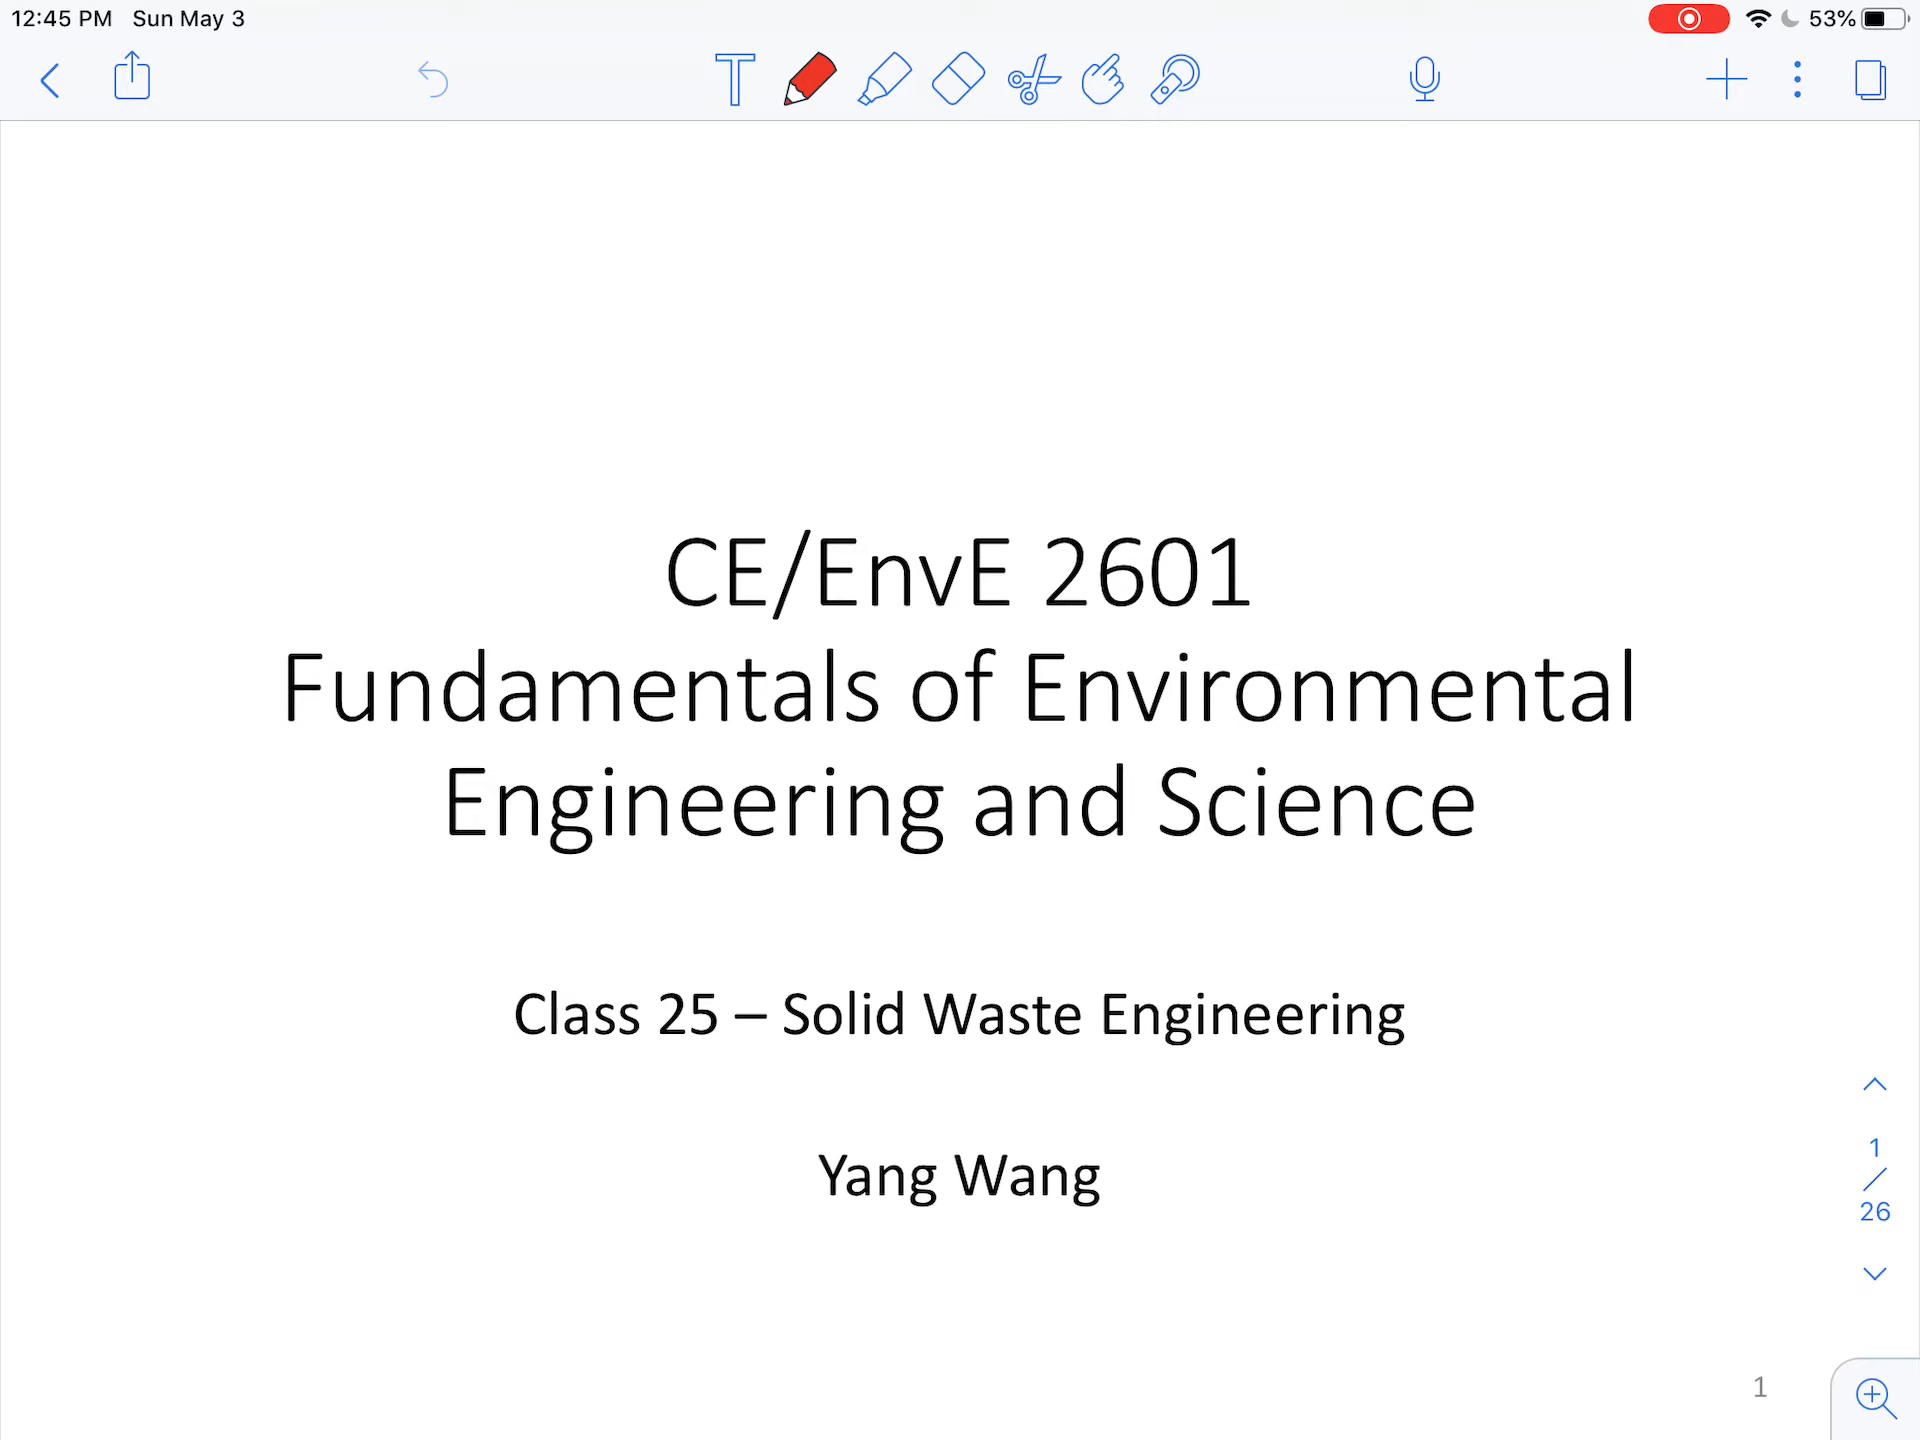 12:45 PM Sun May 3
53%
CE/EnvE 2601
Fundamentals of Environmental
Engineering and Science
Class 25 – Solid Waste Engineering
Yang Wang
1
/
26
1